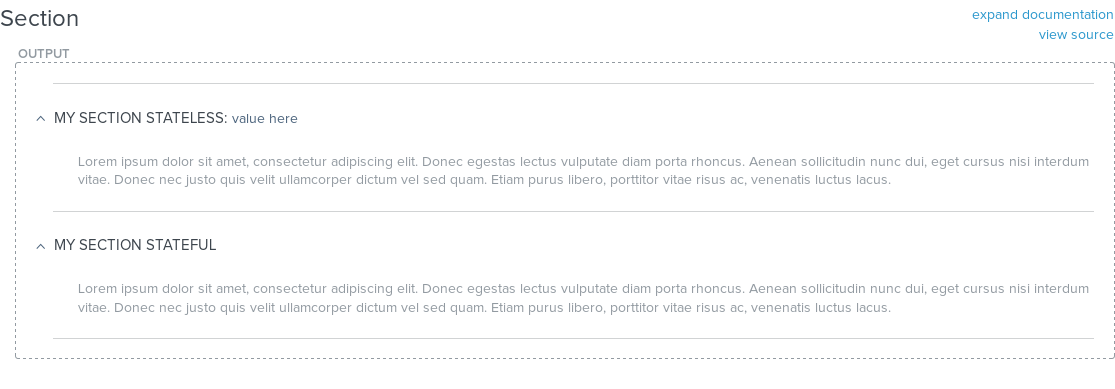 Section
expand documentation
view source
OUTPUT
MY SECTION STATELESS: value here
Lorem ipsum dolor sit amet, consectetur adipiscing elit. Donec egestas lectus vulputate diam porta rhoncus. Aenean sollicitudin nunc dui, eget cursus nisi interdum
vitae. Donec nec justo quis velit ullamcorper dictum vel sed quam. Etiam purus libero, porttitor vitae risus ac, venenatis luctus lacus.
MY SECTION STATEFUL
Lorem ipsum dolor sit amet, consectetur adipiscing elit. Donec egestas lectus vulputate diam porta rhoncus. Aenean sollicitudin nunc dui, eget cursus nisi interdum
vitae. Donec nec justo quis velit ullamcorper dictum vel sed quam. Etiam purus libero, porttitor vitae risus ac, venenatis luctus lacus.